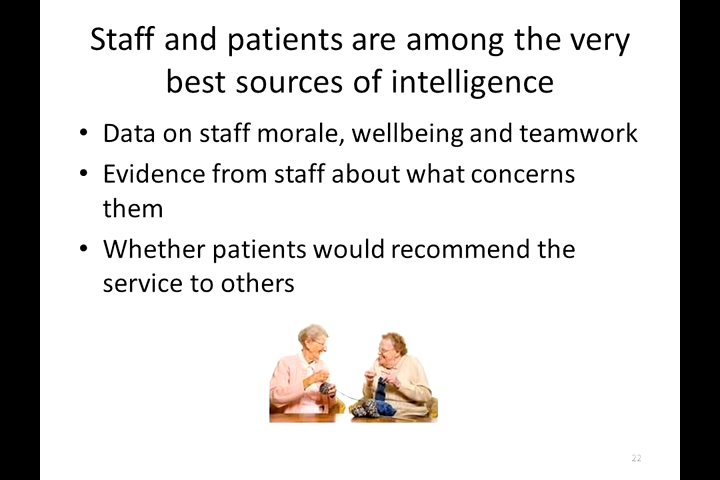 Staff and patients are among the very
best sources of intelligence
• Data on staff morale, wellbeing and teamwork
• Evidence from staff about what concerns
them
• Whether patients would recommend the
service to others
22